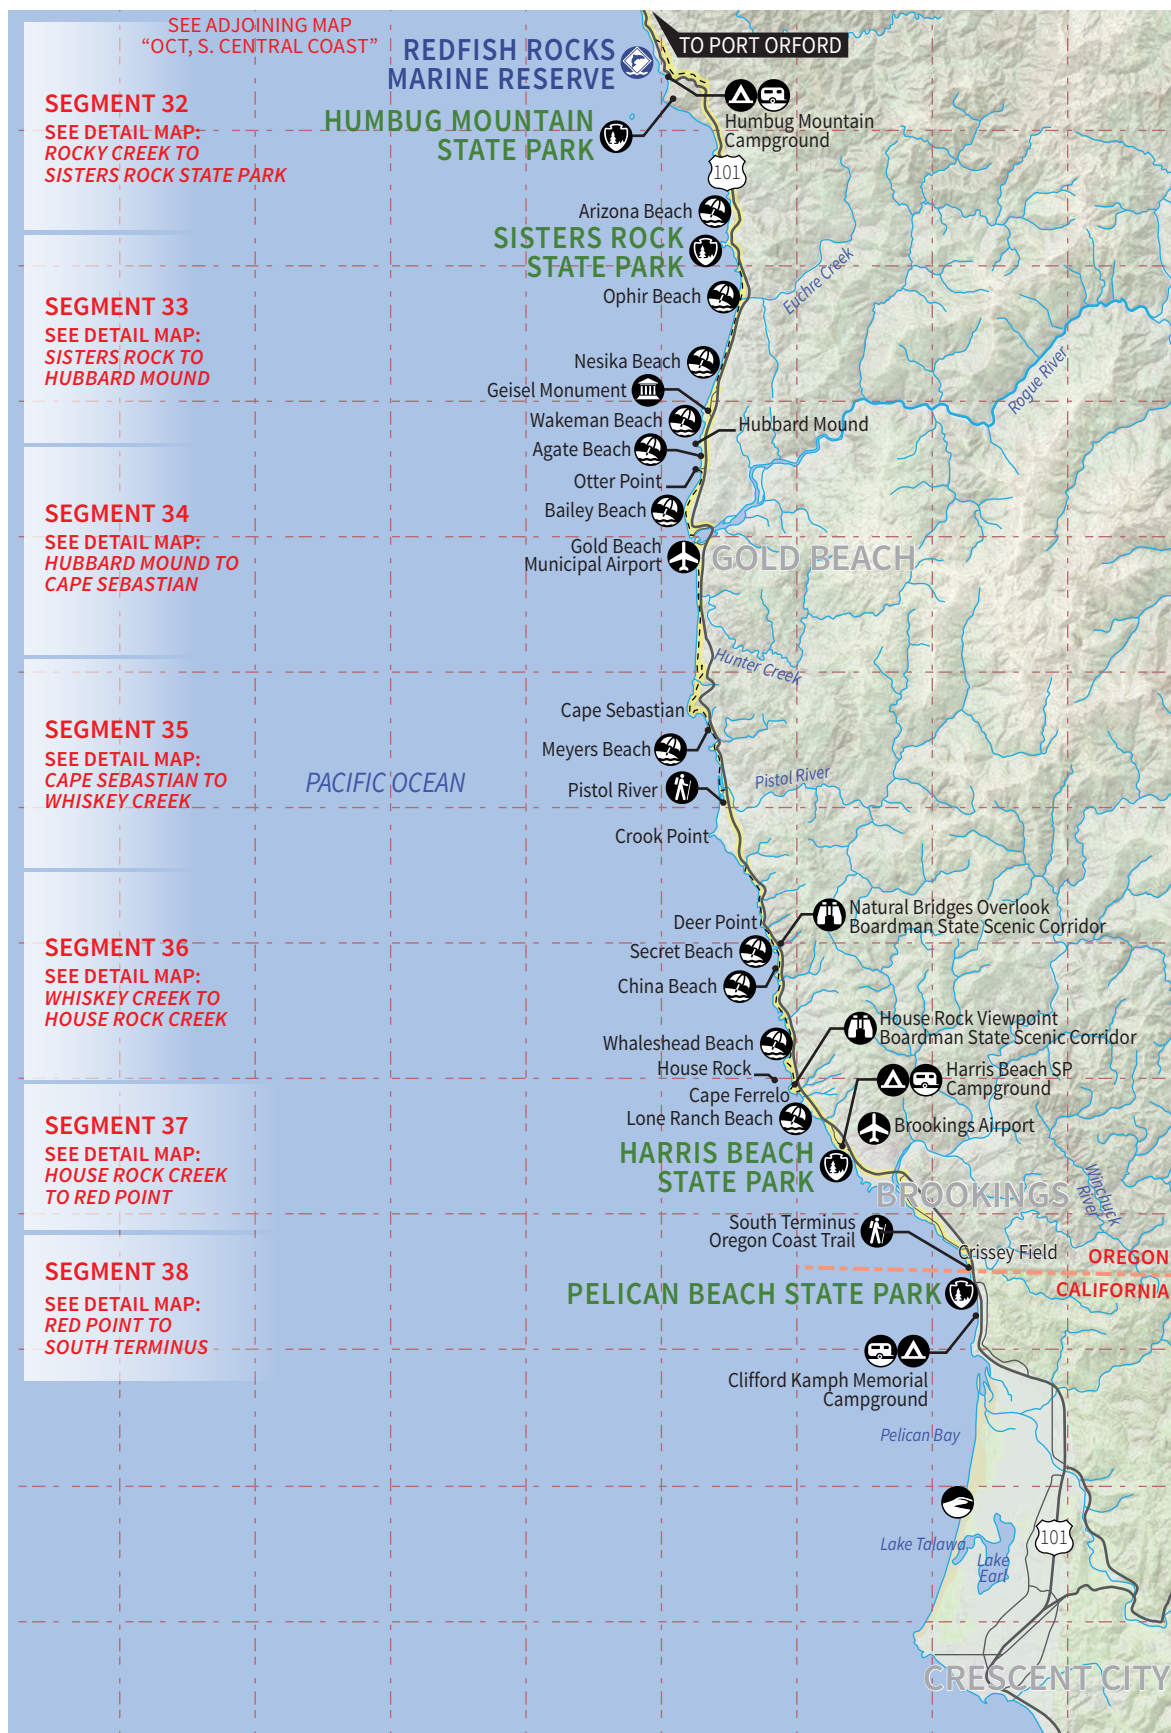 SEE ADJOINING MAP
“OCT, S. CENTRAL COAST”
REDFISH ROCKS
MARINE RESERVE
TO PORT ORFORD
SEGMENT 32
SEE DETAIL MAP:
ROCKY CREEK TO
SISTERS ROCK STATE PARK
HUMBUG MOUNTAIN
STATE PARK
Humbug Mountain
Campground
101
Arizona Beach
SISTERS ROCK
STATE PARK
Euchre Creek
Ophir Beach
SEGMENT 33
SEE DETAIL MAP:
SISTERS ROCK TO
HUBBARD MOUND
Nesika Beach
Geisel Monument
Rogue River
Wakeman Beach
Hubbard Mound
Agate Beach
Otter Point
Bailey Beach
SEGMENT 34
SEE DETAIL MAP:
HUBBARD MOUND TO
CAPE SEBASTIAN
Gold Beach
Municipal Airport
GOLD BEACH
Hunter Creek
Cape Sebastian
SEGMENT 35
SEE DETAIL MAP:
CAPE SEBASTIAN TO
WHISKEY CREEK
Meyers Beach
PACIFIC OCEAN
Pistol River
Pistol River
Crook Point
Natural Bridges Overlook
Boardman State Scenic Corridor
Deer Point
Secret Beach
China Beach
SEGMENT 36
SEE DETAIL MAP:
WHISKEY CREEK TO
HOUSE ROCK CREEK
House Rock Viewpoint
Boardman State Scenic Corridor
Whaleshead Beach
House Rock
Harris Beach SP
Campground
Cape Ferrelo
Lone Ranch Beach
Brookings Airport
SEGMENT 37
SEE DETAIL MAP:
HOUSE ROCK CREEK
TO RED POINT
HARRIS BEACH
STATE PARK
BROOKINGS
Winchuck
River
South Terminus
Oregon Coast Trail
Crissey Field
OREGON
CALIFORNIA
SEGMENT 38
SEE DETAIL MAP:
RED POINT TO
SOUTH TERMINUS
PELICAN BEACH STATE PARK
Clifford Kamph Memorial
Campground
Pelican Bay
101
Lake Talawa
Lake
Earl
CRESCENT CITY